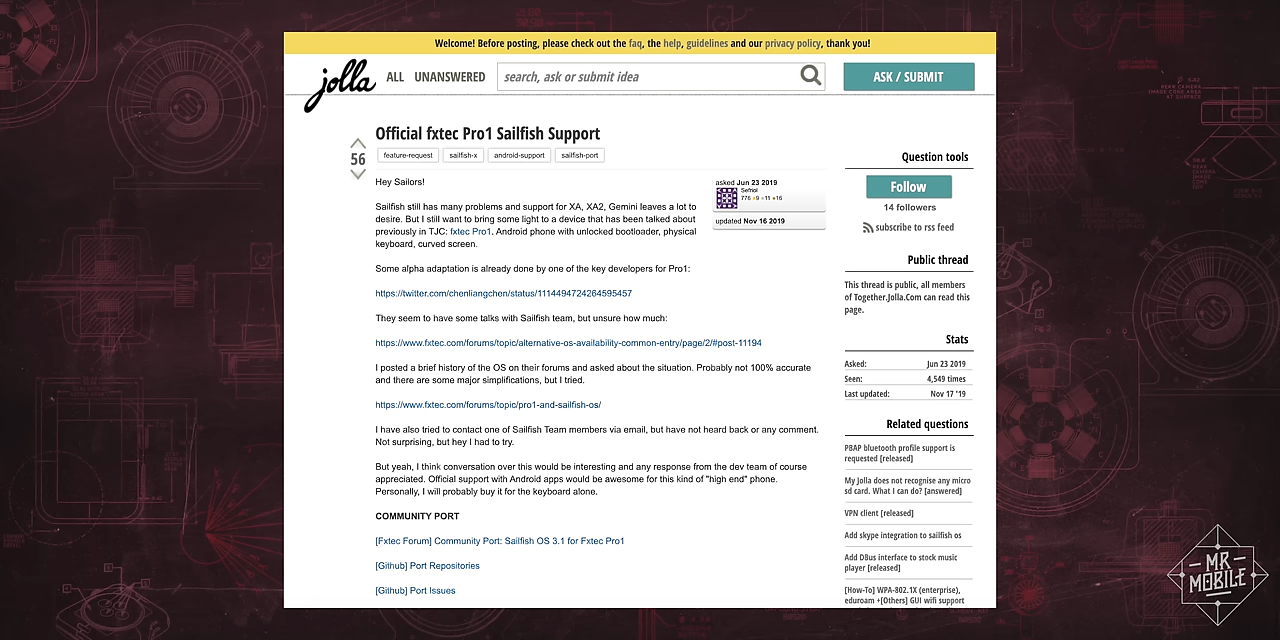 Welcome! Before posting, please check out the faq, the help, guidelines and our privacy policy, thank you!
jolla
ALL UNANSWERED
search, ask or submit idea
ASK / SUBMIT
Official fxtec Pro1 Sailfish Support
56
feature-request sailfish-x android-support sailfish-port
Hey Sailors!
Sailfish still has many problems and support for XA, XA2, Gemini leaves a lot to
desire. But I still want to bring some light to a device that has been talked about
previously in TJC: fxtec Pro1. Android phone with unlocked bootloader, physical
keyboard, curved screen.
asked Jun 23 2019
Sefriol
776 9 11 16
updated Nov 16 2019
Some alpha adaptation is already done by one of the key developers for Pro1:
https://twitter.com/chenliangchen/status/1114494724264595457
They seem to have some talks with Sailfish team, but unsure how much:
https://www.fxtec.com/forums/topic/alternative-os-availability-common-entry/page/2/#post-11194
I posted a brief history of the OS on their forums and asked about the situation. Probably not 100% accurate
and there are some major simplifications, but I tried.
https://www.fxtec.com/forums/topic/pro1-and-sailfish-os/
I have also tried to contact one of Sailfish Team members via email, but have not heard back or any comment.
Not surprising, but hey I had to try.
But yeah, I think conversation over this would be interesting and any response from the dev team of course
appreciated. Official support with Android apps would be awesome for this kind of "high end" phone.
Personally, I will probably buy it for the keyboard alone.
COMMUNITY PORT
[Fxtec Forum] Community Port: Sailfish OS 3.1 for Fxtec Pro1
[Github] Port Repositories
[Github] Port Issues
Question tools
Follow
14 followers
subscribe to rss feed
Public thread
This thread is public, all members
of Together.Jolla.Com can read this
page.
Stats
Asked: Jun 23 2019
Seen: 4,549 times
Last updated: Nov 17 '19
Related questions
PBAP bluetooth profile support is
requested [released]
My Jolla does not recognise any micro
sd card. What I can do? [answered]
VPN client [released]
Add skype integration to sailfish os
Add DBus interface to stock music
player [released]
[How-To] WPA-802.1X (enterprise),
eduroam +[Others] GUI wifi support
MR
MOBILE